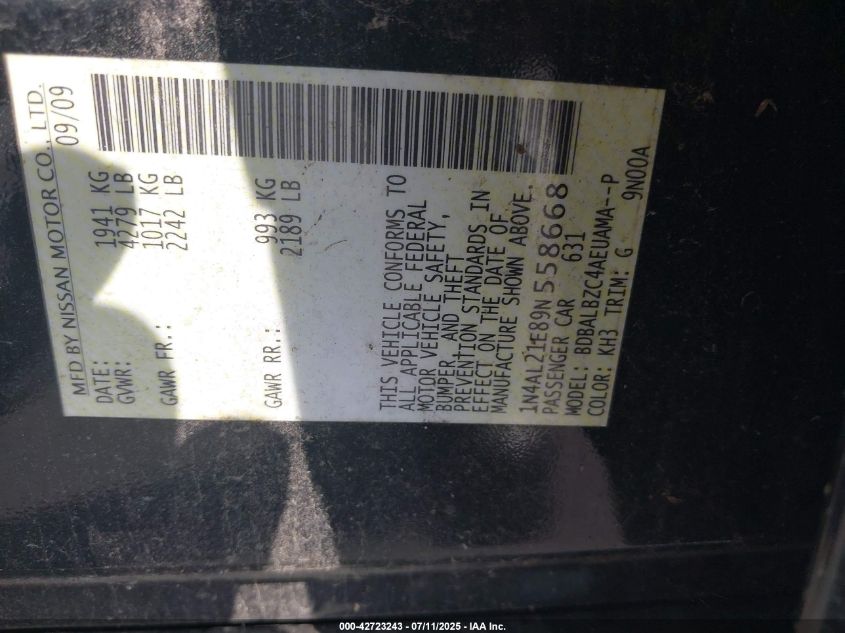 MFD BY NISSAN MOTOR CO., LTD.
DATE: 09/09
GVWR: 1941 KG
4279 LB
GAWR FR.: 1017 KG
2242 LB
GAWR RR.: 993 KG
2189 LB
THIS VEHICLE CONFORMS TO
ALL APPLICABLE FEDERAL
MOTOR VEHICLE SAFETY,
BUMPER AND THEFT
PREVENTION STANDARDS IN
EFFECT ON THE DATE OF
MANUFACTURE SHOWN ABOVE.
1N4AL21E89N558668
PASSENGER CAR 631
MODEL: BDBALBZC4AEUAMA--P
COLOR: KH3 TRIM: G 9N00A
000-42723243 - 07/11/2025 - IAA Inc.